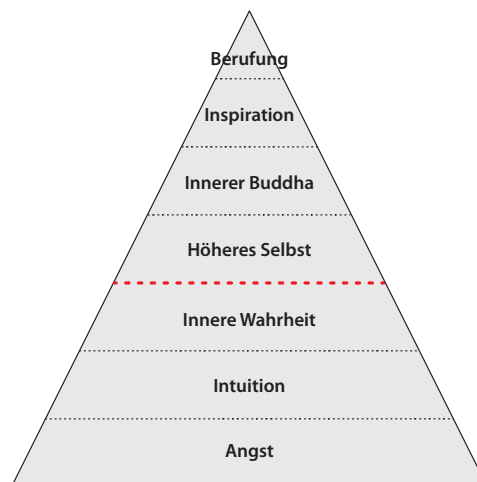 Berufung
Inspiration
Innerer Buddha
Höheres Selbst
Innere Wahrheit
Intuition
Angst